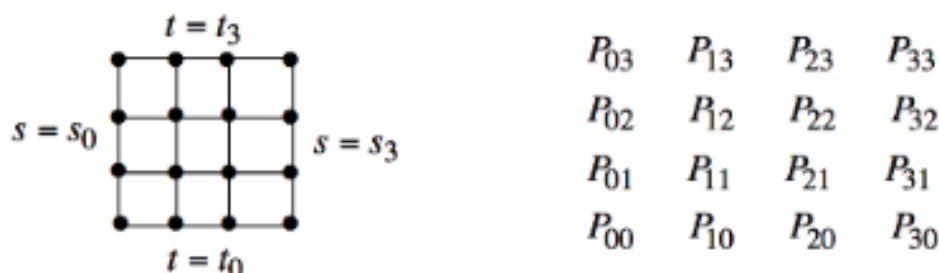 t = t₃
s = s₀
s = s₃
t = t₀
P₀₃ P₁₃ P₂₃ P₃₃
P₀₂ P₁₂ P₂₂ P₃₂
P₀₁ P₁₁ P₂₁ P₃₁
P₀₀ P₁₀ P₂₀ P₃₀